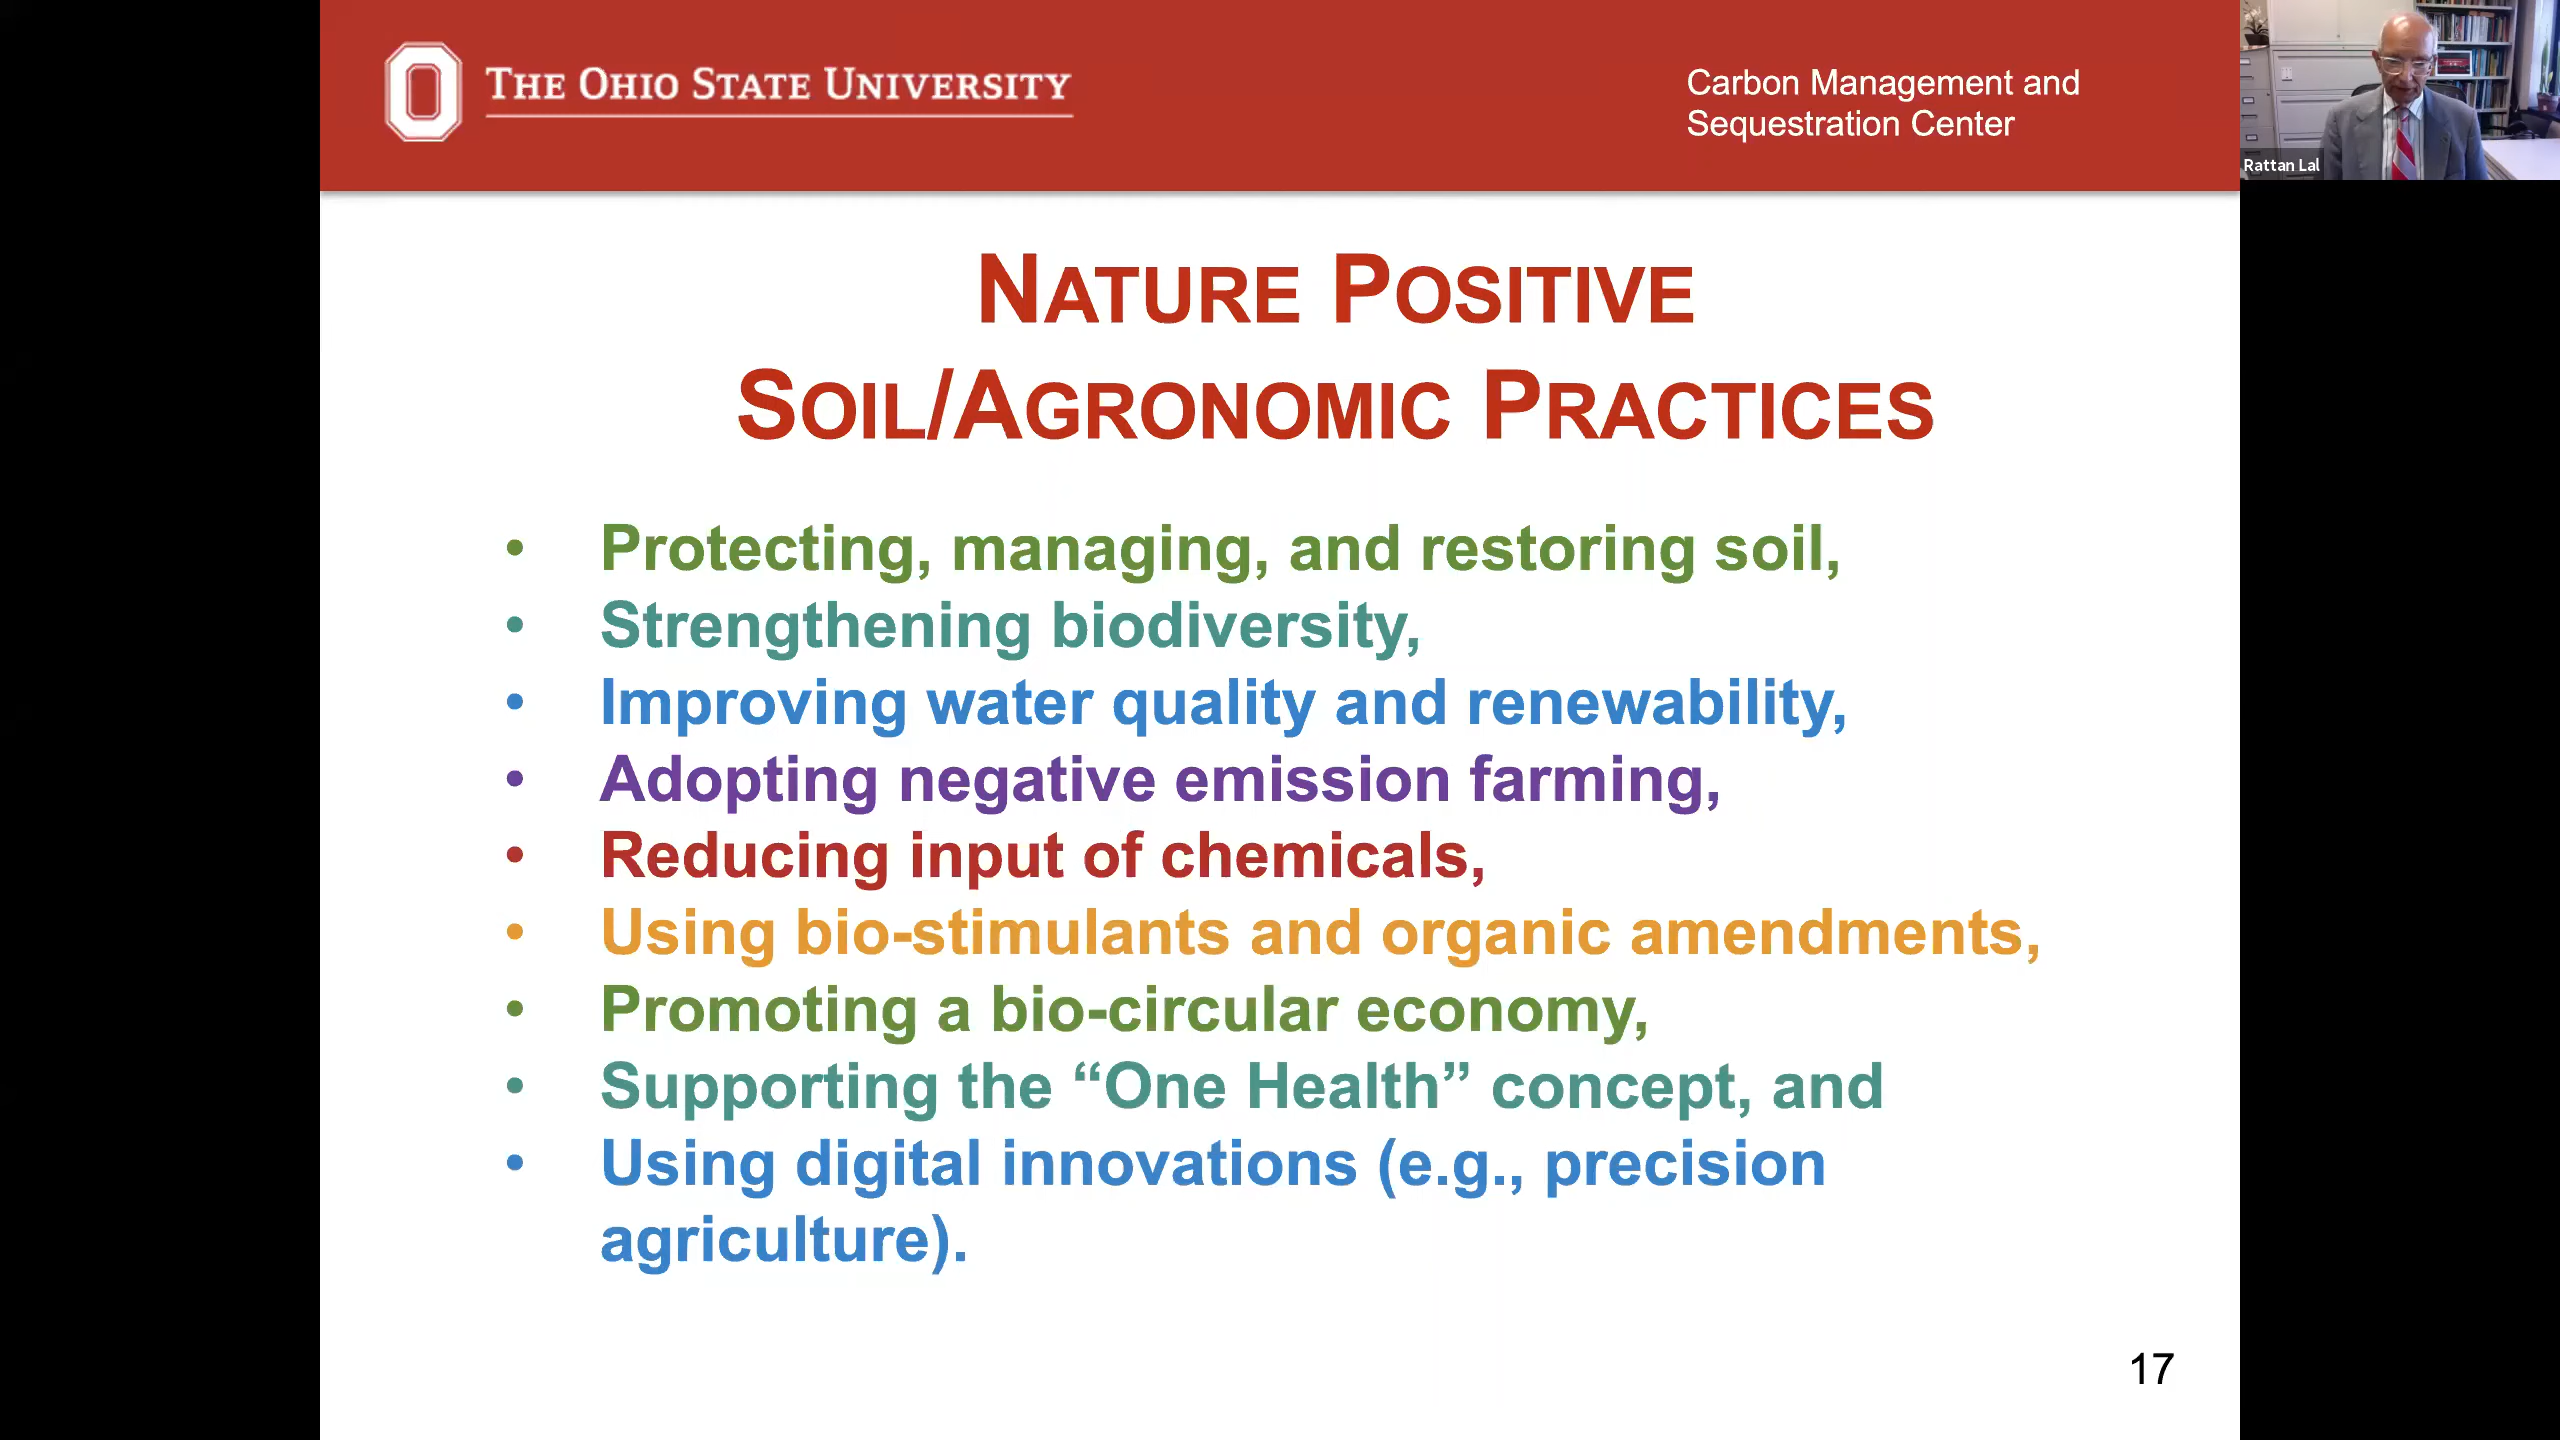 THE OHIO STATE UNIVERSITY
Carbon Management and
Sequestration Center
Rattan Lal
NATURE POSITIVE
SOIL/AGRONOMIC PRACTICES
• Protecting, managing, and restoring soil,
• Strengthening biodiversity,
• Improving water quality and renewability,
• Adopting negative emission farming,
• Reducing input of chemicals,
• Using bio-stimulants and organic amendments,
• Promoting a bio-circular economy,
• Supporting the “One Health” concept, and
• Using digital innovations (e.g., precision
agriculture).
17